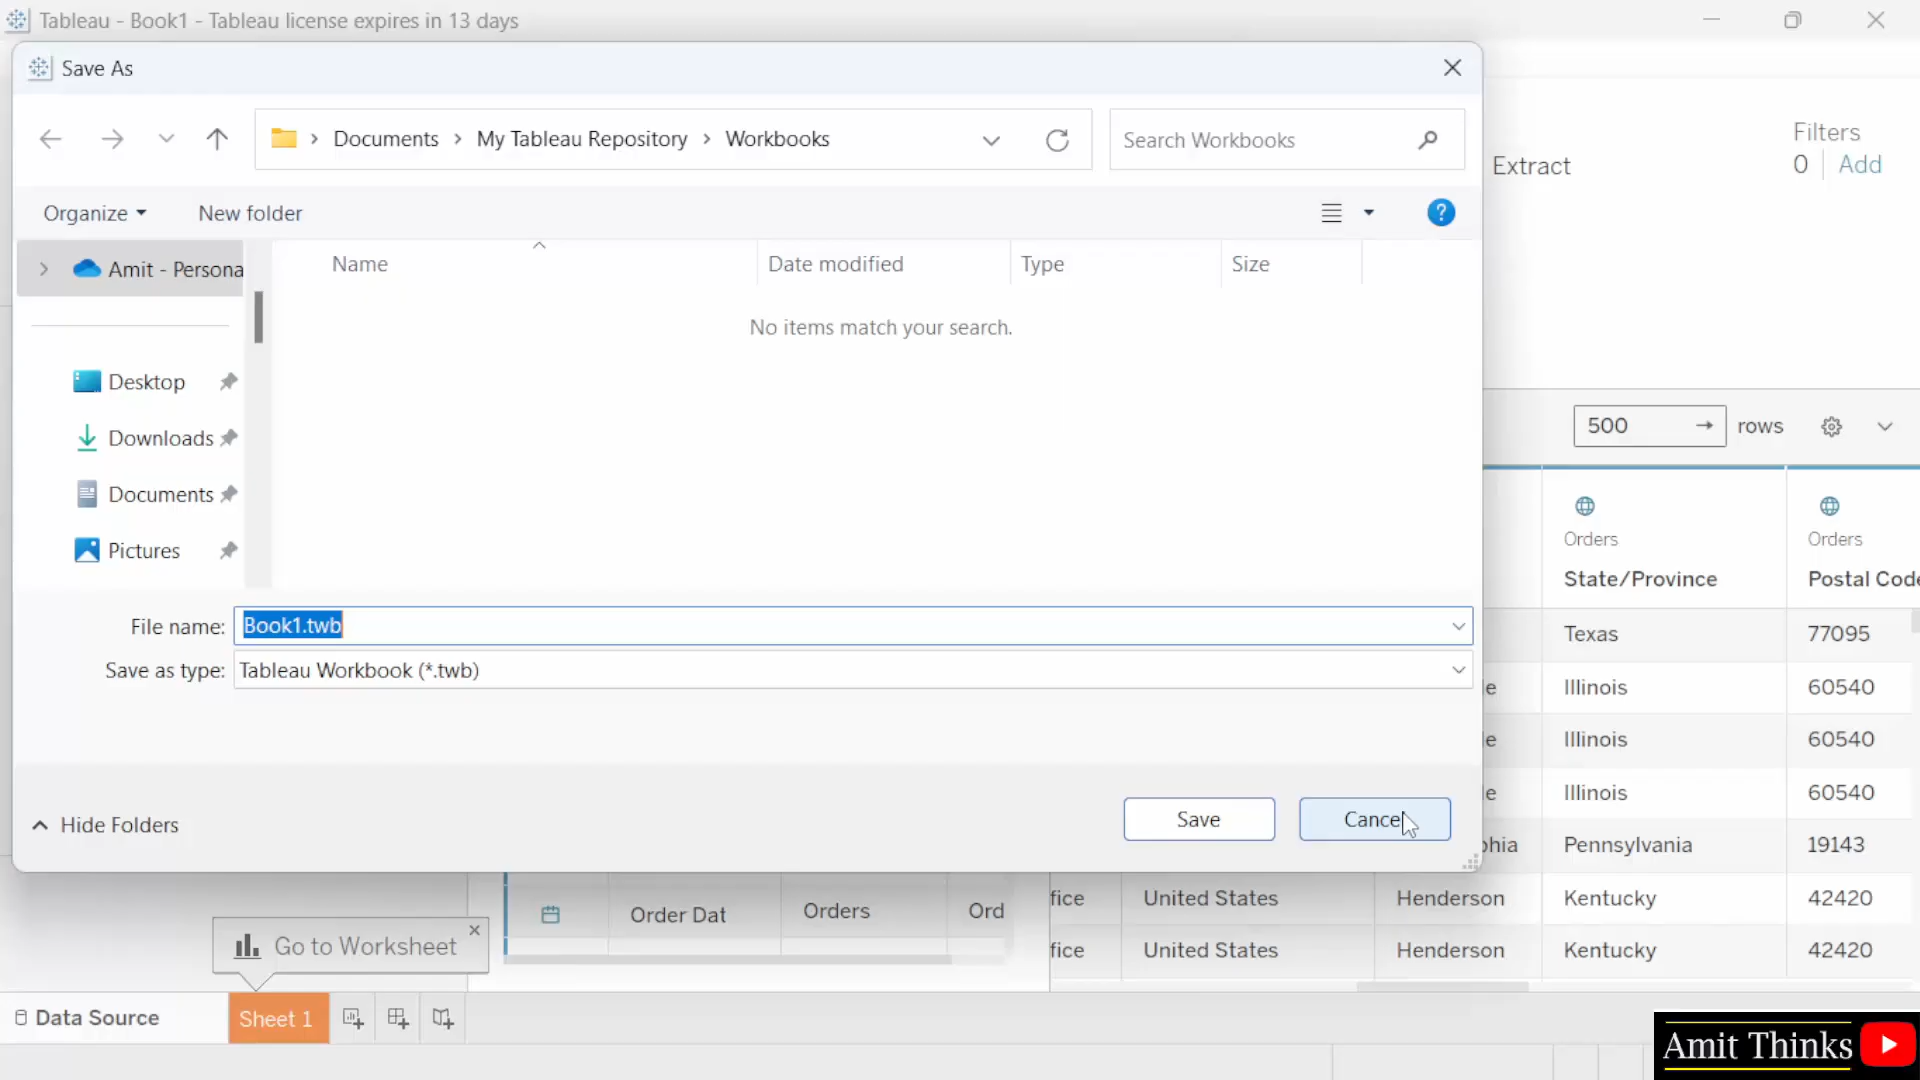 Tableau - Book1 - Tableau license expires in 13 days
Save As
Documents > My Tableau Repository > Workbooks
Search Workbooks
Extract
Filters
0 Add
Organize
New folder
Amit - Persona
Name
Date modified
Type
Size
No items match your search.
Desktop
Downloads
Documents
Pictures
500 → rows
Orders
State/Province
Orders
Postal Code
File name: Book1.twb
Save as type: Tableau Workbook (*.twb)
Texas 77095
Illinois 60540
Illinois 60540
Illinois 60540
Pennsylvania 19143
Hide Folders
Save
Cancel
Order Dat
Orders
Ord
fice United States Henderson Kentucky 42420
fice United States Henderson Kentucky 42420
Go to Worksheet
Data Source
Sheet 1
Amit Thinks